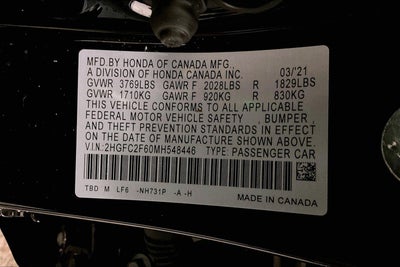 MFD.BY HONDA OF CANADA MFG.,
A DIVISION OF HONDA CANADA INC. 03/'21
GVWR 3769LBS GAWR F 2028LBS R 1829LBS
GVWR 1710KG GAWR F 920KG R 830KG
THIS VEHICLE CONFORMS TO ALL APPLICABLE
FEDERAL MOTOR VEHICLE SAFETY , BUMPER ,
AND THEFT PREVENTION STANDARDS IN EFFECT
ON THE DATE OF MANUFACTURE SHOWN ABOVE.
V.I.N:2HGFC2F60MH548446 TYPE:PASSENGER CAR
TBD M LF6 -NH731P -A -H
MADE IN CANADA